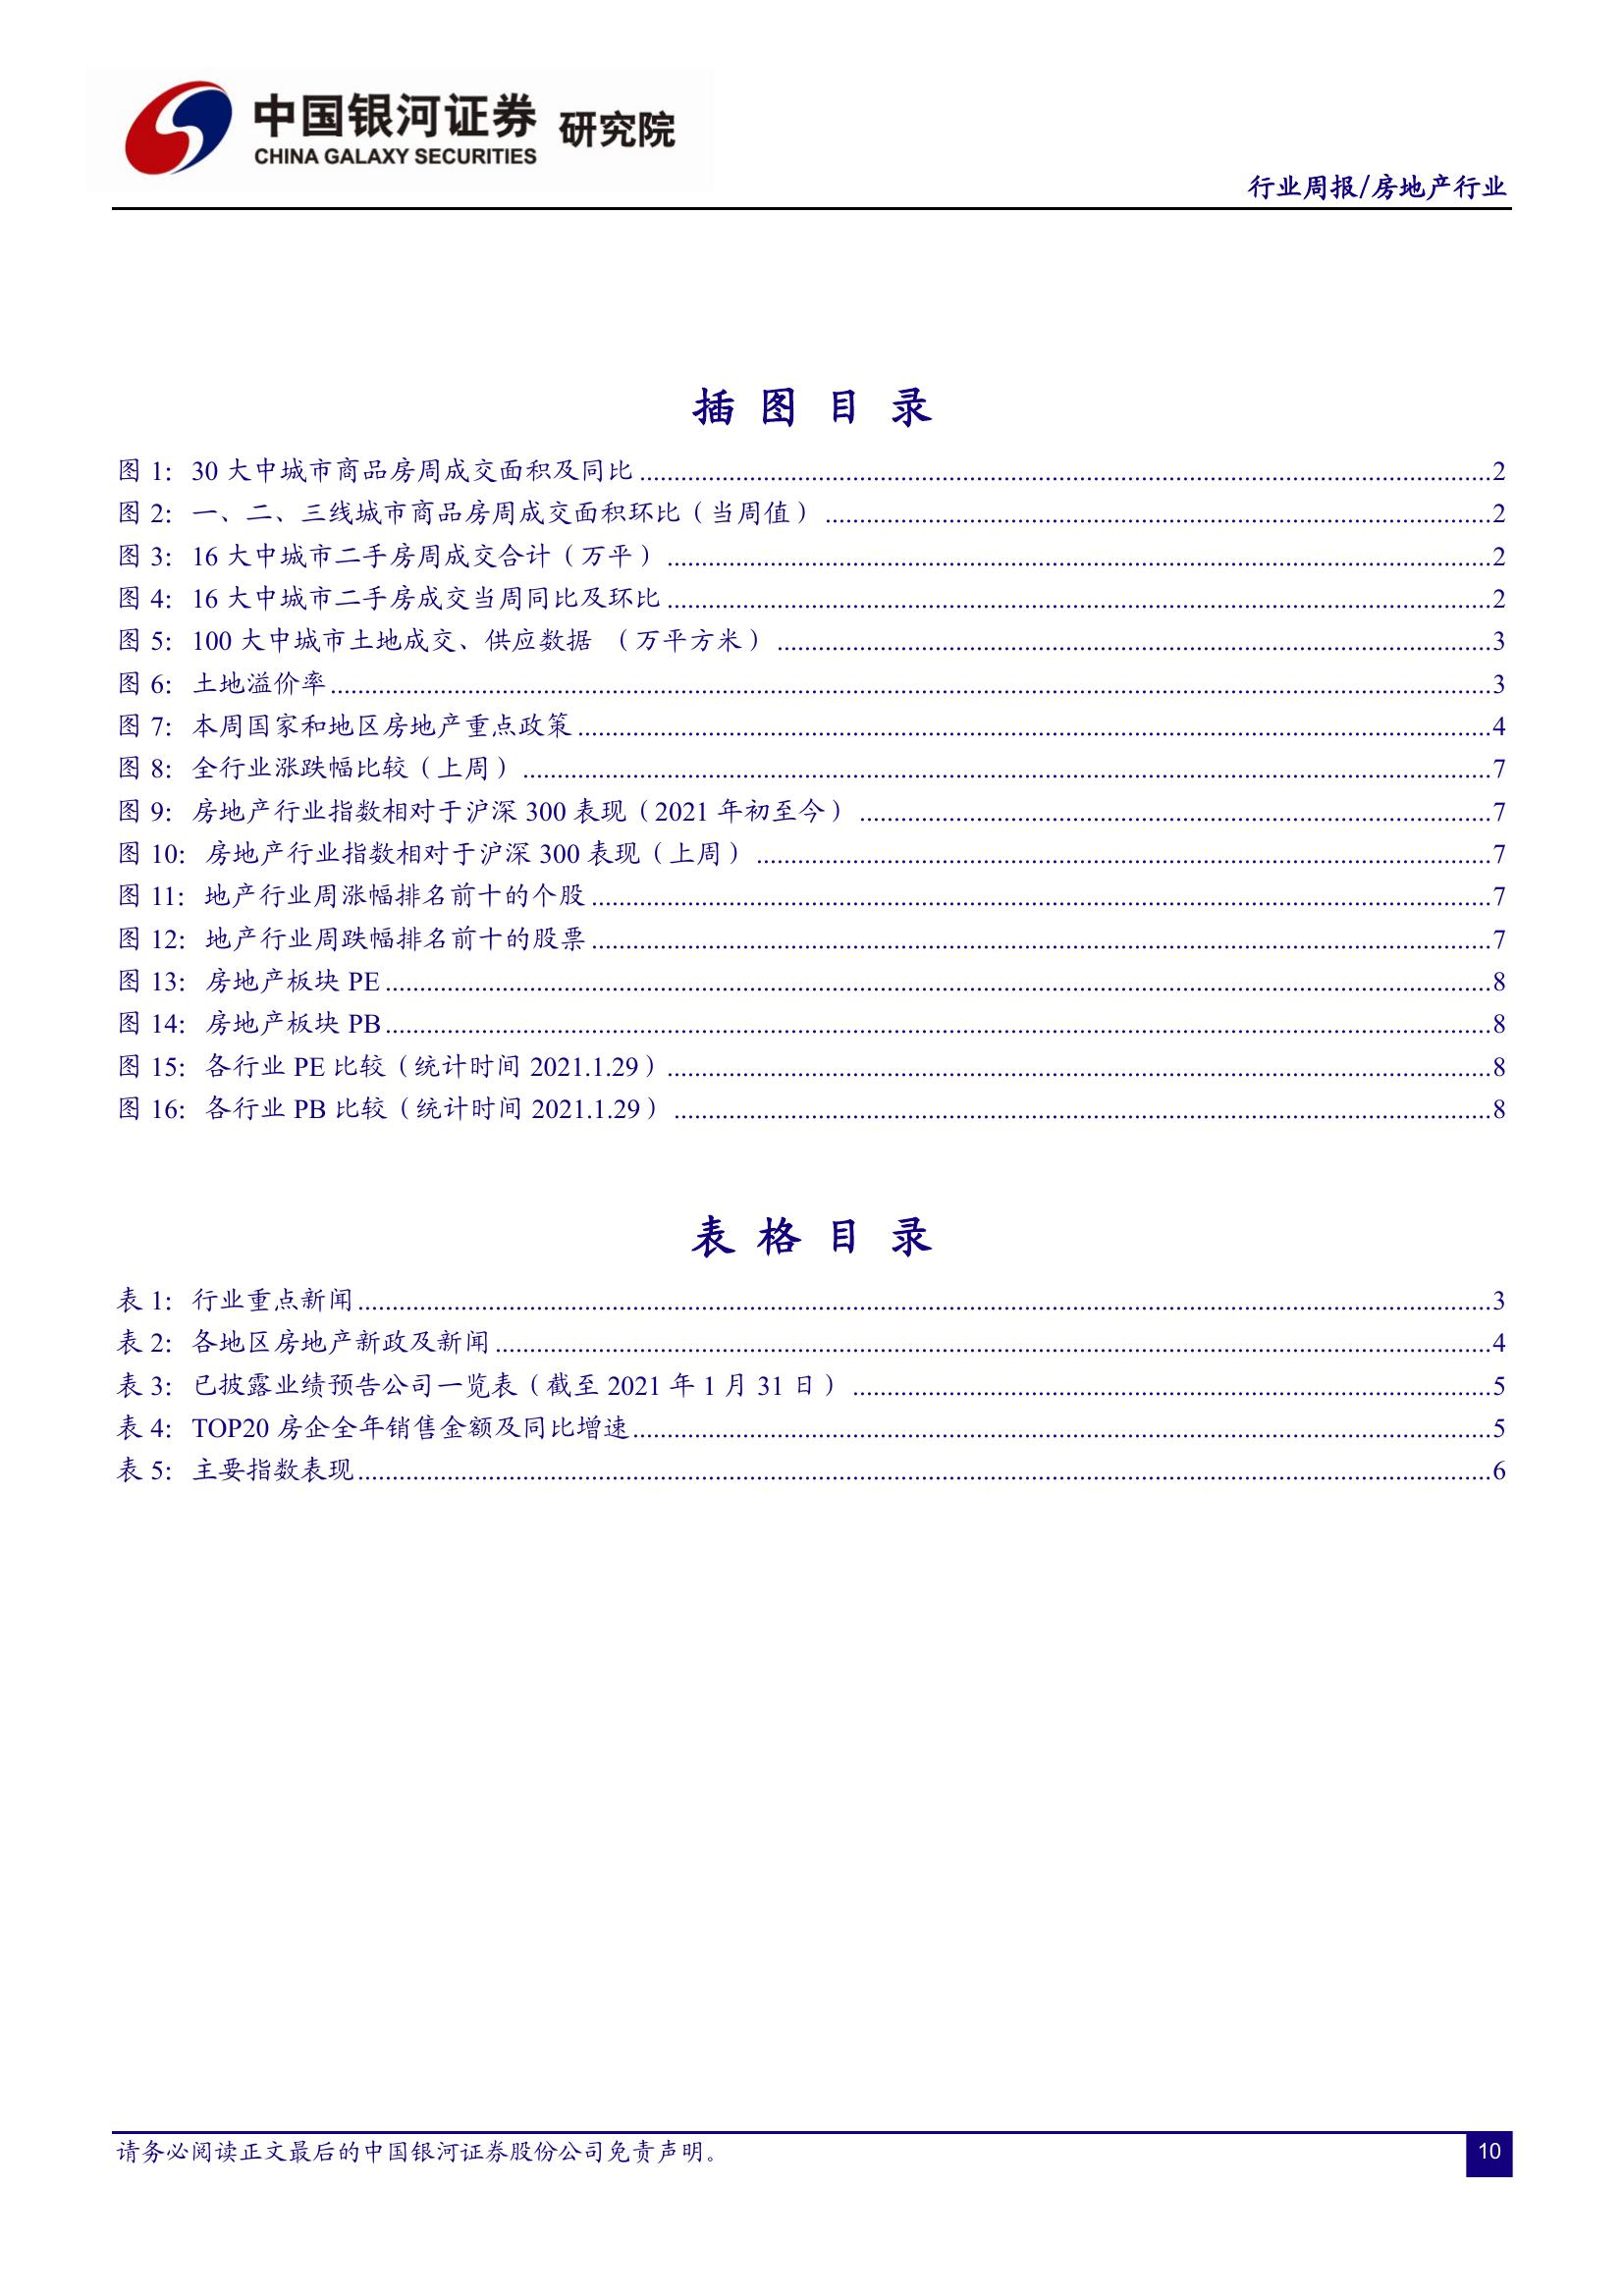 中国银河证券 研究院
CHINA GALAXY SECURITIES
行业周报/房地产行业
插 图 目 录
图 1：30 大中城市商品房周成交面积及同比 ........ 2
图 2：一、二、三线城市商品房周成交面积环比（当周值） ........ 2
图 3：16 大中城市二手房周成交合计（万平） ........ 2
图 4：16 大中城市二手房成交当周同比及环比 ........ 2
图 5：100 大中城市土地成交、供应数据 （万平方米） ........ 3
图 6：土地溢价率 ........ 3
图 7：本周国家和地区房地产重点政策 ........ 4
图 8：全行业涨跌幅比较（上周） ........ 7
图 9：房地产行业指数相对于沪深 300 表现（2021 年初至今） ........ 7
图 10：房地产行业指数相对于沪深 300 表现（上周） ........ 7
图 11：地产行业周涨幅排名前十的个股 ........ 7
图 12：地产行业周跌幅排名前十的股票 ........ 7
图 13：房地产板块 PE ........ 8
图 14：房地产板块 PB ........ 8
图 15：各行业 PE 比较（统计时间 2021.1.29） ........ 8
图 16：各行业 PB 比较（统计时间 2021.1.29） ........ 8
表 格 目 录
表 1：行业重点新闻 ........ 3
表 2：各地区房地产新政及新闻 ........ 4
表 3：已披露业绩预告公司一览表（截至 2021 年 1 月 31 日） ........ 5
表 4：TOP20 房企全年销售金额及同比增速 ........ 5
表 5：主要指数表现 ........ 6
请务必阅读正文最后的中国银河证券股份公司免责声明。
10